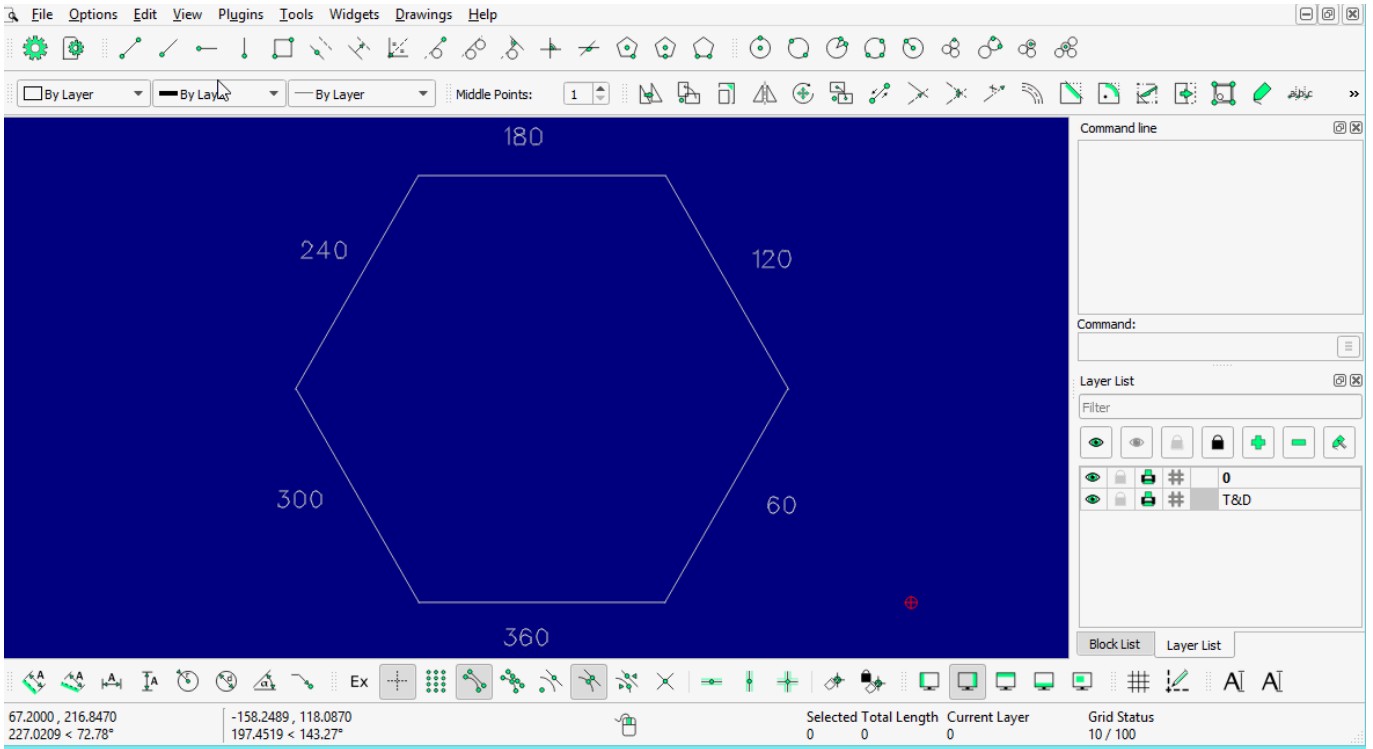 File Options Edit View Plugins Tools Widgets Drawings Help
By Layer By Layer By Layer Middle Points: 1 »
180
240
120
300
60
360
Command line
Command:
Layer List
Filter
0
T&D
Block List Layer List
A A A A Ex A A
67.2000 , 216.8470 -158.2489 , 118.0870 Selected Total Length Current Layer Grid Status
227.0209 < 72.78° 197.4519 < 143.27° 0 0 0 10 / 100